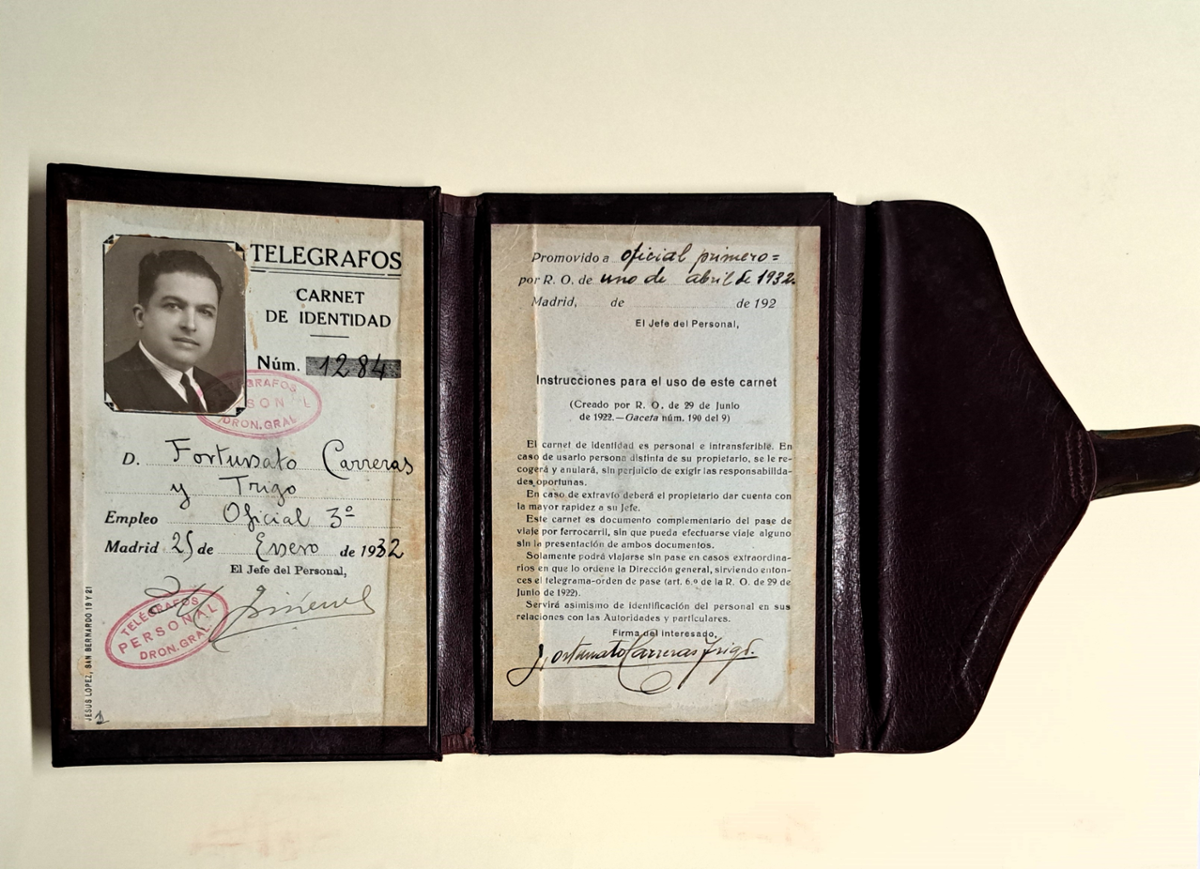 TELEGRAFOS
CARNET
DE IDENTIDAD
Núm. 1284
TELÉGRAFOS
PERSONAL
DRON. GRAL
D. Fortunato Carreras
y Trigo
Empleo Oficial 3º
Madrid 25 de Enero de 1932
El Jefe del Personal,
TELÉGRAFOS
PERSONAL
DRON. GRAL
JESUS LOPEZ, SAN BERNARDO 19 Y 21
Promovido a oficial primero =
por R. O. de uno de abril de 1932.
Madrid, de de 192
El Jefe del Personal,
Instrucciones para el uso de este carnet
(Creado por R. O. de 29 de Junio
de 1922.—Gaceta núm. 190 del 9)
El carnet de identidad es personal e intransferible. En
caso de usarlo persona distinta de su propietario, se le re-
cogerá y anulará, sin perjuicio de exigir las responsabilida-
des oportunas.
En caso de extravío deberá el propietario dar cuenta con
la mayor rapidez a su Jefe.
Este carnet es documento complementario del pase de
viaje por ferrocarril, sin que pueda efectuarse viaje alguno
sin la presentación de ambos documentos.
Solamente podrá viajarse sin pase en casos extraordina-
rios en que lo ordene la Dirección general, sirviendo enton-
ces el telegrama-orden de pase (art. 6.º de la R. O. de 29 de
Junio de 1922).
Servirá asimismo de identificación del personal en sus
relaciones con las Autoridades y particulares.
Firma del interesado,
Fortunato Carreras Trigo.